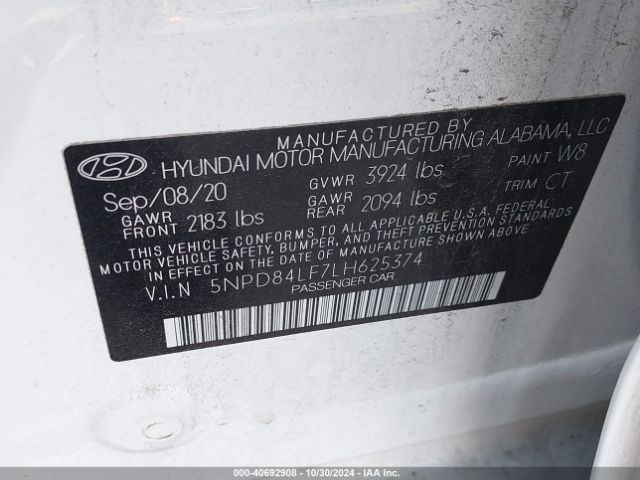 MANUFACTURED BY
HYUNDAI MOTOR MANUFACTURING ALABAMA, LLC
Sep/08/20 GVWR 3924 lbs PAINT W8
GAWR FRONT 2183 lbs GAWR REAR 2094 lbs TRIM CT
THIS VEHICLE CONFORMS TO ALL APPLICABLE U.S.A. FEDERAL
MOTOR VEHICLE SAFETY, BUMPER, AND THEFT PREVENTION STANDARDS
IN EFFECT ON THE DATE OF MANUFACTURE SHOWN ABOVE.
V.I.N 5NPD84LF7LH625374
PASSENGER CAR
000-40692908 - 10/30/2024 - IAA Inc.